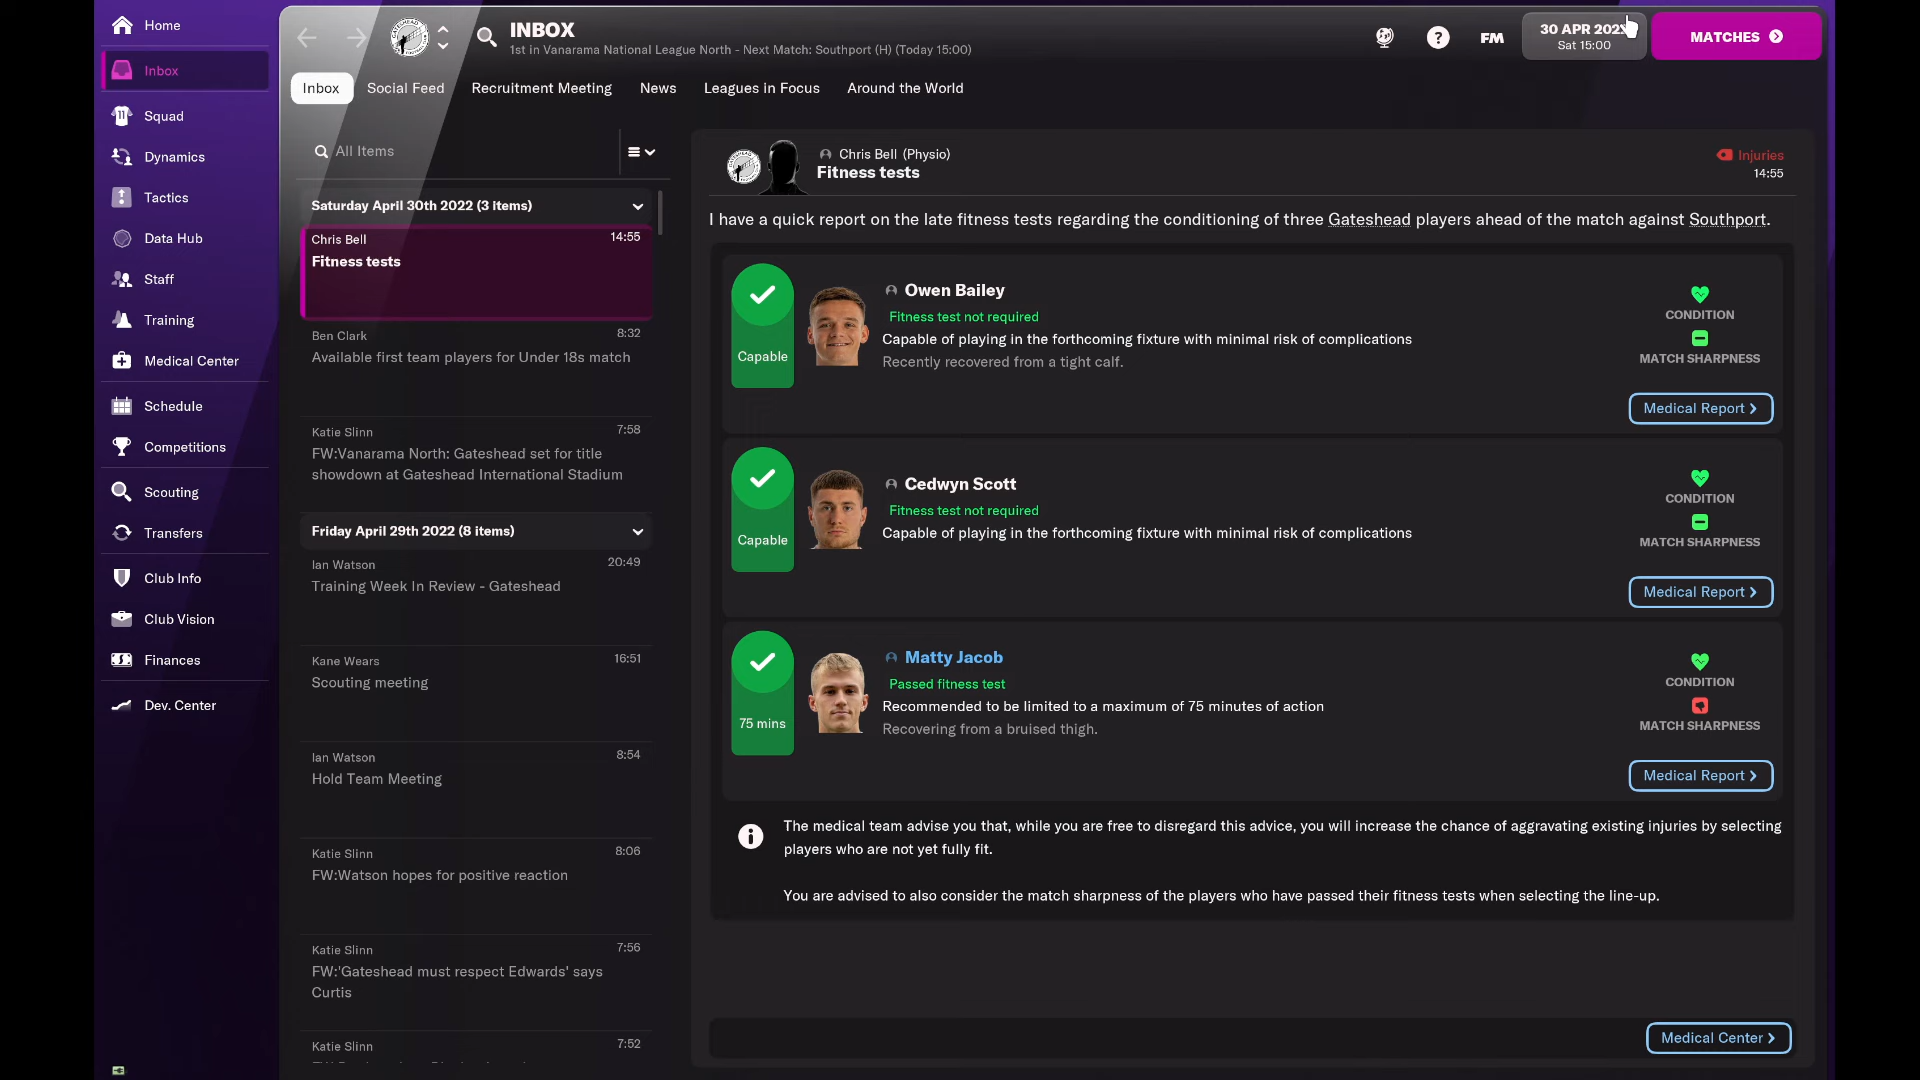 Home
Inbox
Squad
Dynamics
Tactics
Data Hub
Staff
Training
Medical Center
Schedule
Competitions
Scouting
Transfers
Club Info
Club Vision
Finances
Dev. Center
INBOX
1st in Vanarama National League North - Next Match: Southport (H) (Today 15:00)
FM
30 APR 2022
Sat 15:00
MATCHES
Inbox Social Feed Recruitment Meeting News Leagues in Focus Around the World
All Items
Saturday April 30th 2022 (3 items)
Chris Bell 14:55
Fitness tests
Ben Clark 8:32
Available first team players for Under 18s match
Katie Slinn 7:58
FW:Vanarama North: Gateshead set for title
showdown at Gateshead International Stadium
Friday April 29th 2022 (8 items)
Ian Watson 20:49
Training Week In Review - Gateshead
Kane Wears 16:51
Scouting meeting
Ian Watson 8:54
Hold Team Meeting
Katie Slinn 8:06
FW:Watson hopes for positive reaction
Katie Slinn 7:56
FW:'Gateshead must respect Edwards' says
Curtis
Katie Slinn 7:52
Chris Bell (Physio)
Fitness tests
Injuries
14:55
I have a quick report on the late fitness tests regarding the conditioning of three Gateshead players ahead of the match against Southport.
Capable
Owen Bailey
Fitness test not required
Capable of playing in the forthcoming fixture with minimal risk of complications
Recently recovered from a tight calf.
CONDITION
MATCH SHARPNESS
Medical Report
Capable
Cedwyn Scott
Fitness test not required
Capable of playing in the forthcoming fixture with minimal risk of complications
CONDITION
MATCH SHARPNESS
Medical Report
75 mins
Matty Jacob
Passed fitness test
Recommended to be limited to a maximum of 75 minutes of action
Recovering from a bruised thigh.
CONDITION
MATCH SHARPNESS
Medical Report
The medical team advise you that, while you are free to disregard this advice, you will increase the chance of aggravating existing injuries by selecting
players who are not yet fully fit.
You are advised to also consider the match sharpness of the players who have passed their fitness tests when selecting the line-up.
Medical Center